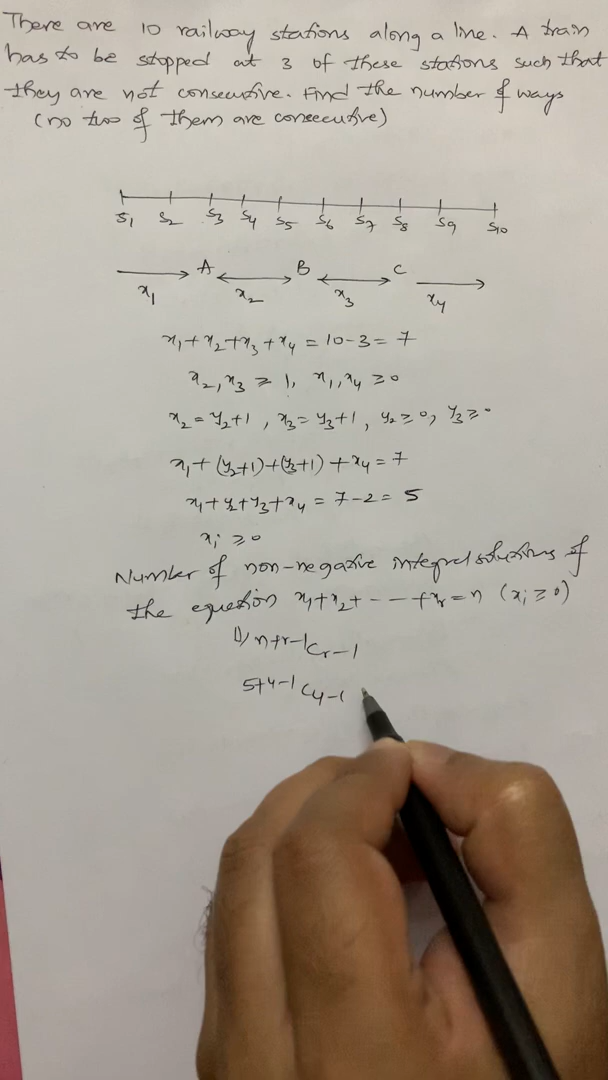 There are 10 railway stations along a line. A train
has to be stopped at 3 of these stations such that
they are not consecutive. Find the number of ways
(no two of them are consecutive)
S1 S2 S3 S4 S5 S6 S7 S8 S9 S10
A B C
x1 x2 x3 x4
x1+x2+x3+x4 = 10-3 = 7
x2, x3 ≥ 1, x1, x4 ≥ 0
x2 = y2+1, x3 = y3+1, y2 ≥ 0, y3 ≥ 0
x1 + (y2+1)+(y3+1) + x4 = 7
x1+y2+y3+x4 = 7-2 = 5
xi ≥ 0
Number of non-negative integral solutions of
the equation x1+x2+ - - - +xr = n (xi ≥ 0)
is n+r-1Cr-1
5+4-1C4-1